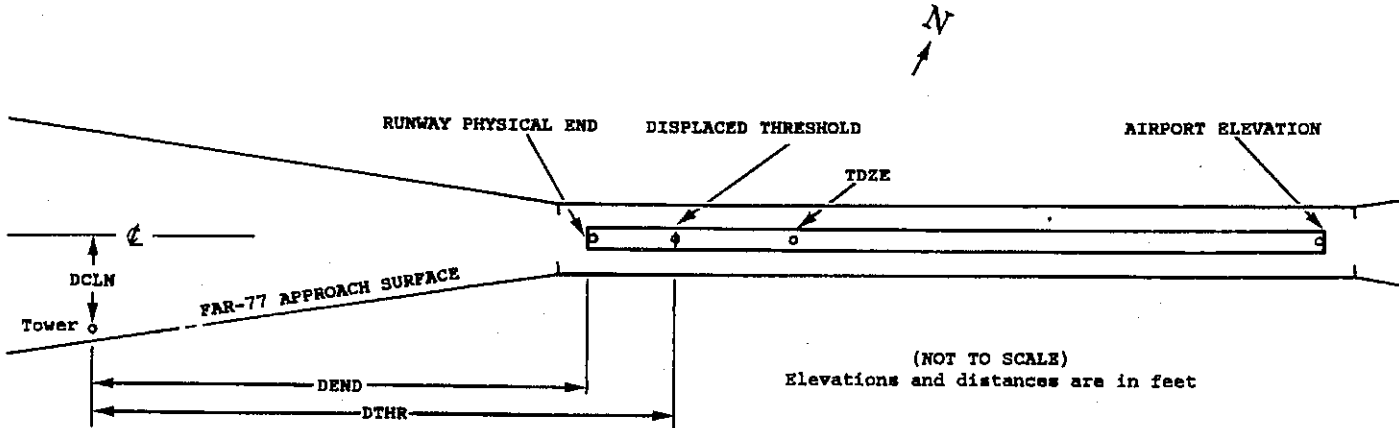 N
RUNWAY PHYSICAL END
DISPLACED THRESHOLD
AIRPORT ELEVATION
TDZE
℄
DCLN
FAR-77 APPROACH SURFACE
Tower
(NOT TO SCALE)
Elevations and distances are in feet
DEND
DTHR